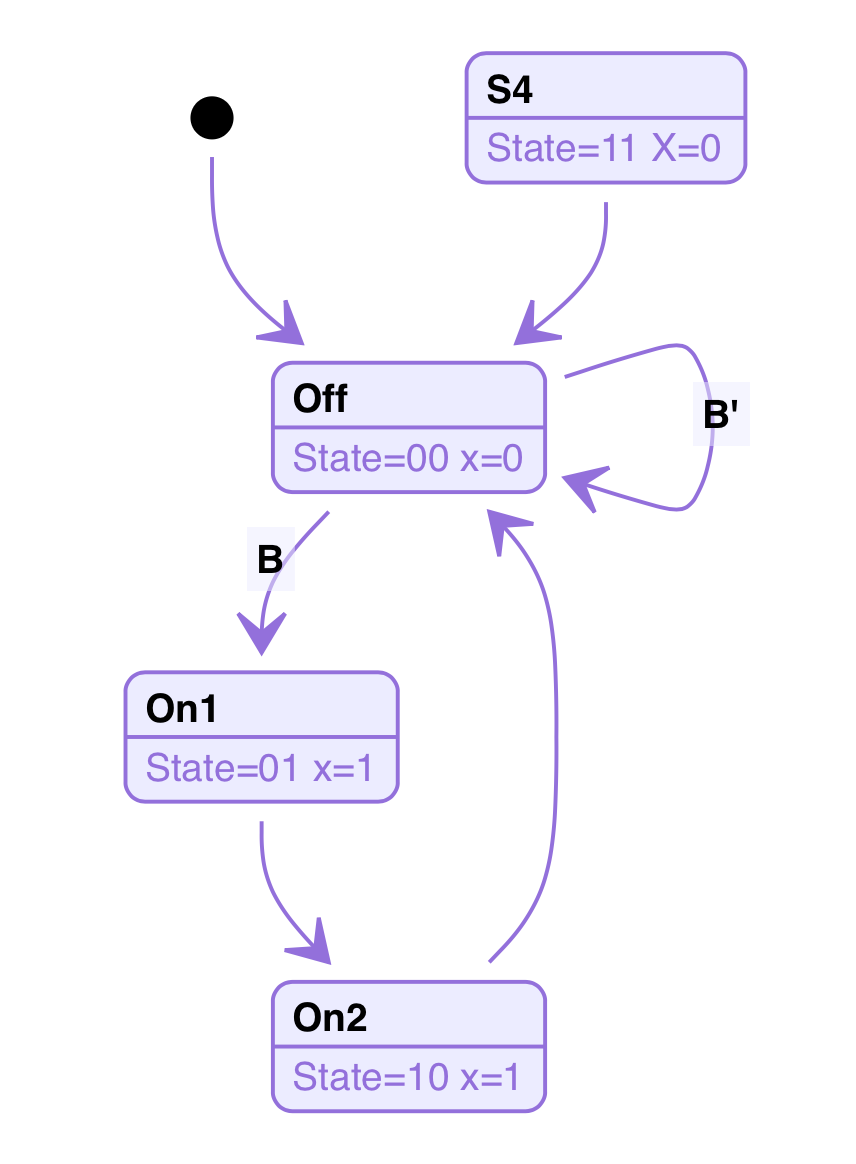 S4
State=11 X=0
Off
State=00 x=0
B'
B
On1
State=01 x=1
On2
State=10 x=1